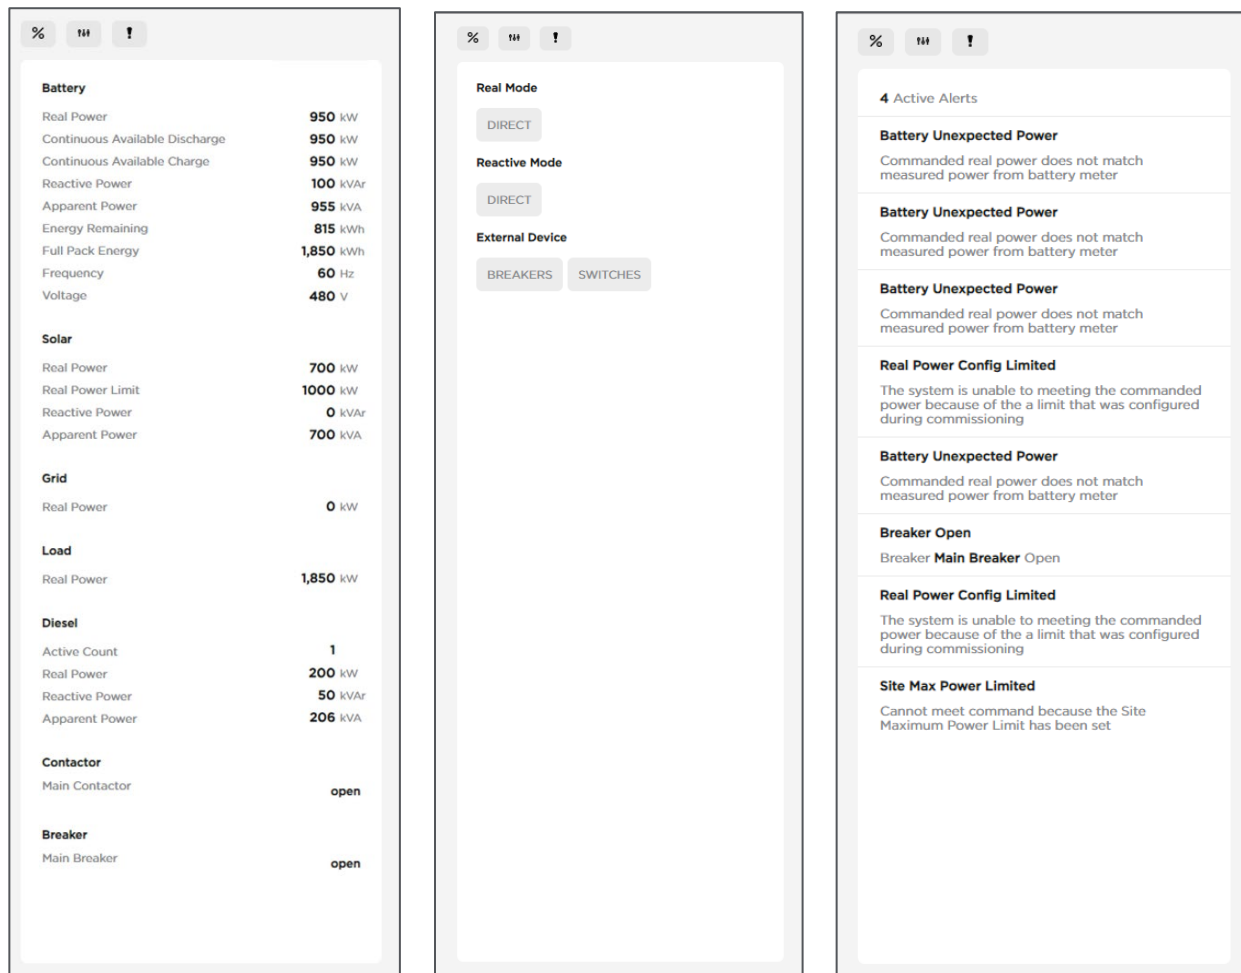 %
Battery
Real Power 950 kW
Continuous Available Discharge 950 kW
Continuous Available Charge 950 kW
Reactive Power 100 kVAr
Apparent Power 955 kVA
Energy Remaining 815 kWh
Full Pack Energy 1,850 kWh
Frequency 60 Hz
Voltage 480 V
Solar
Real Power 700 kW
Real Power Limit 1000 kW
Reactive Power 0 kVAr
Apparent Power 700 kVA
Grid
Real Power 0 kW
Load
Real Power 1,850 kW
Diesel
Active Count 1
Real Power 200 kW
Reactive Power 50 kVAr
Apparent Power 206 kVA
Contactor
Main Contactor open
Breaker
Main Breaker open
%
Real Mode
DIRECT
Reactive Mode
DIRECT
External Device
BREAKERS SWITCHES
%
4 Active Alerts
Battery Unexpected Power
Commanded real power does not match
measured power from battery meter
Battery Unexpected Power
Commanded real power does not match
measured power from battery meter
Battery Unexpected Power
Commanded real power does not match
measured power from battery meter
Real Power Config Limited
The system is unable to meeting the commanded
power because of the a limit that was configured
during commissioning
Battery Unexpected Power
Commanded real power does not match
measured power from battery meter
Breaker Open
Breaker Main Breaker Open
Real Power Config Limited
The system is unable to meeting the commanded
power because of the a limit that was configured
during commissioning
Site Max Power Limited
Cannot meet command because the Site
Maximum Power Limit has been set